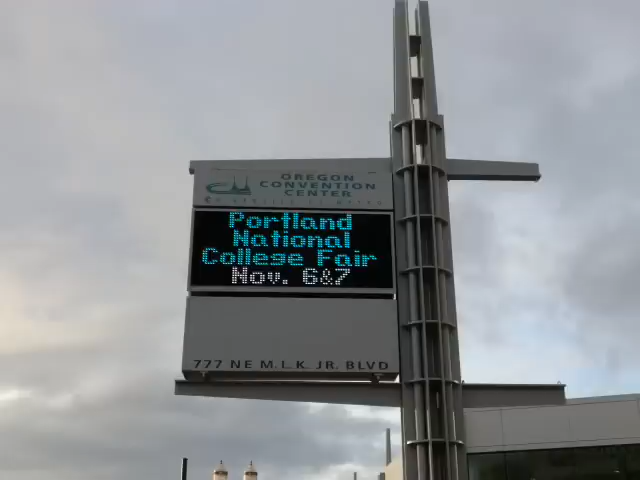 OREGON
CONVENTION
CENTER
Portland
National
College Fair
Nov. 6&7
777 NE M.L.K. JR. BLVD